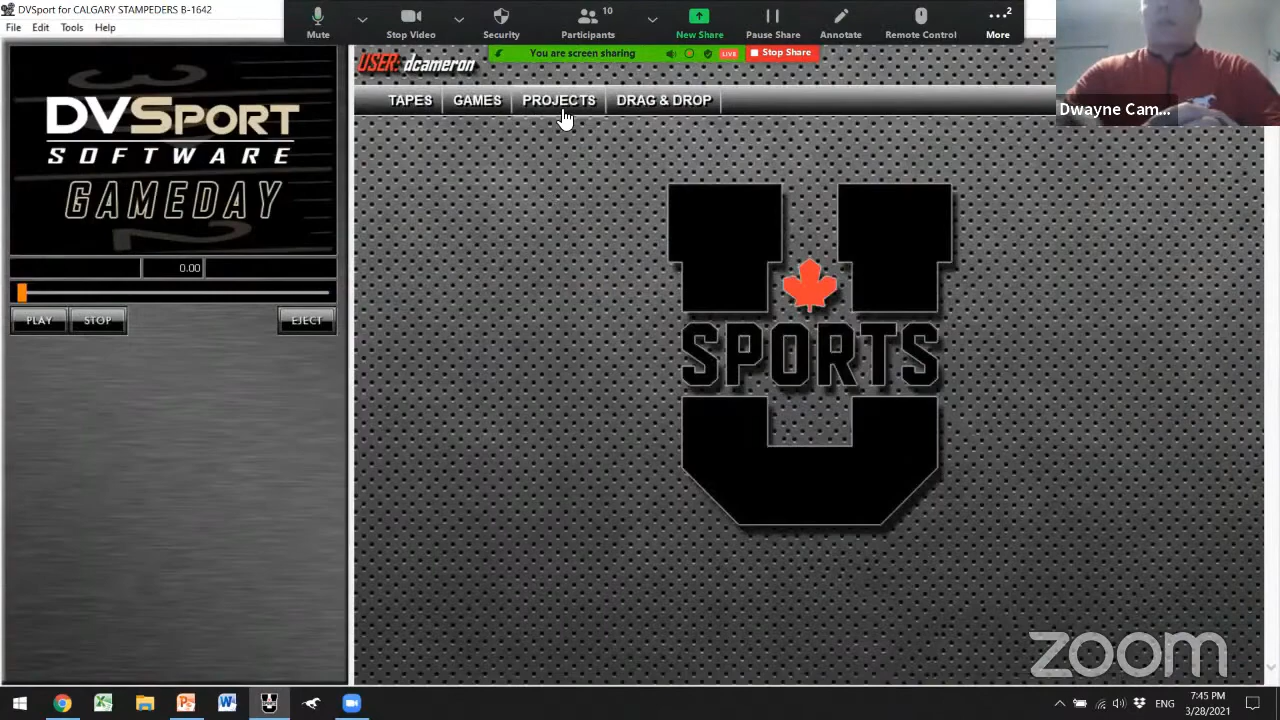 DVSport for CALGARY STAMPEDERS B-1642
File Edit Tools Help
Mute
Stop Video
Security
10
Participants
New Share
Pause Share
Annotate
Remote Control
2
More
You are screen sharing
LIVE
Stop Share
USER: dcameron
TAPES
GAMES
PROJECTS
DRAG & DROP
Dwayne Cam...
DVSPORT
SOFTWARE
GAMEDAY
0.00
PLAY
STOP
EJECT
U
SPORTS
zoom
ENG
7:45 PM
3/28/2021